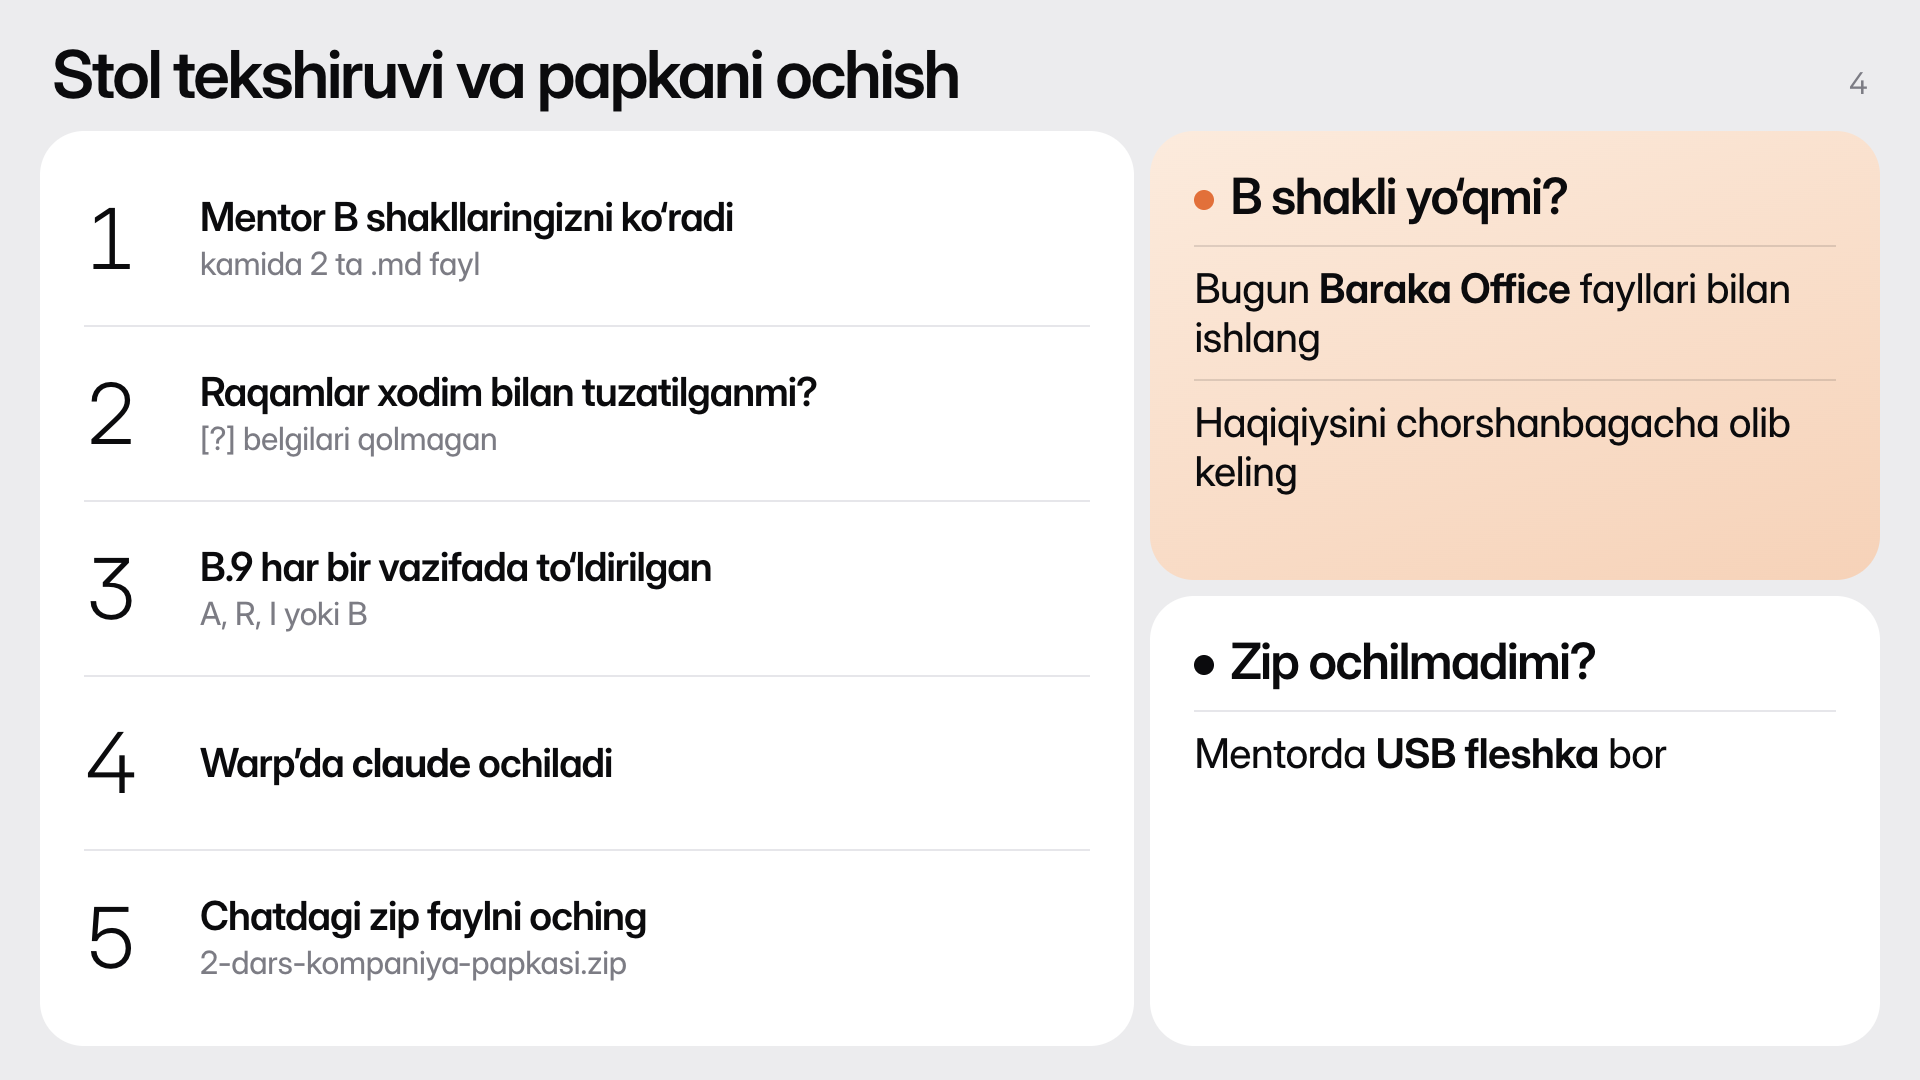 Stol tekshiruvi va papkani ochish
4
1
Mentor B shakllaringizni ko‘radi
kamida 2 ta .md fayl
2
Raqamlar xodim bilan tuzatilganmi?
[?] belgilari qolmagan
3
B.9 har bir vazifada to‘ldirilgan
A, R, I yoki B
4
Warp’da claude ochiladi
5
Chatdagi zip faylni oching
2-dars-kompaniya-papkasi.zip
B shakli yo‘qmi?
Bugun Baraka Office fayllari bilan
ishlang
Haqiqiysini chorshanbagacha olib
keling
Zip ochilmadimi?
Mentorda USB fleshka bor